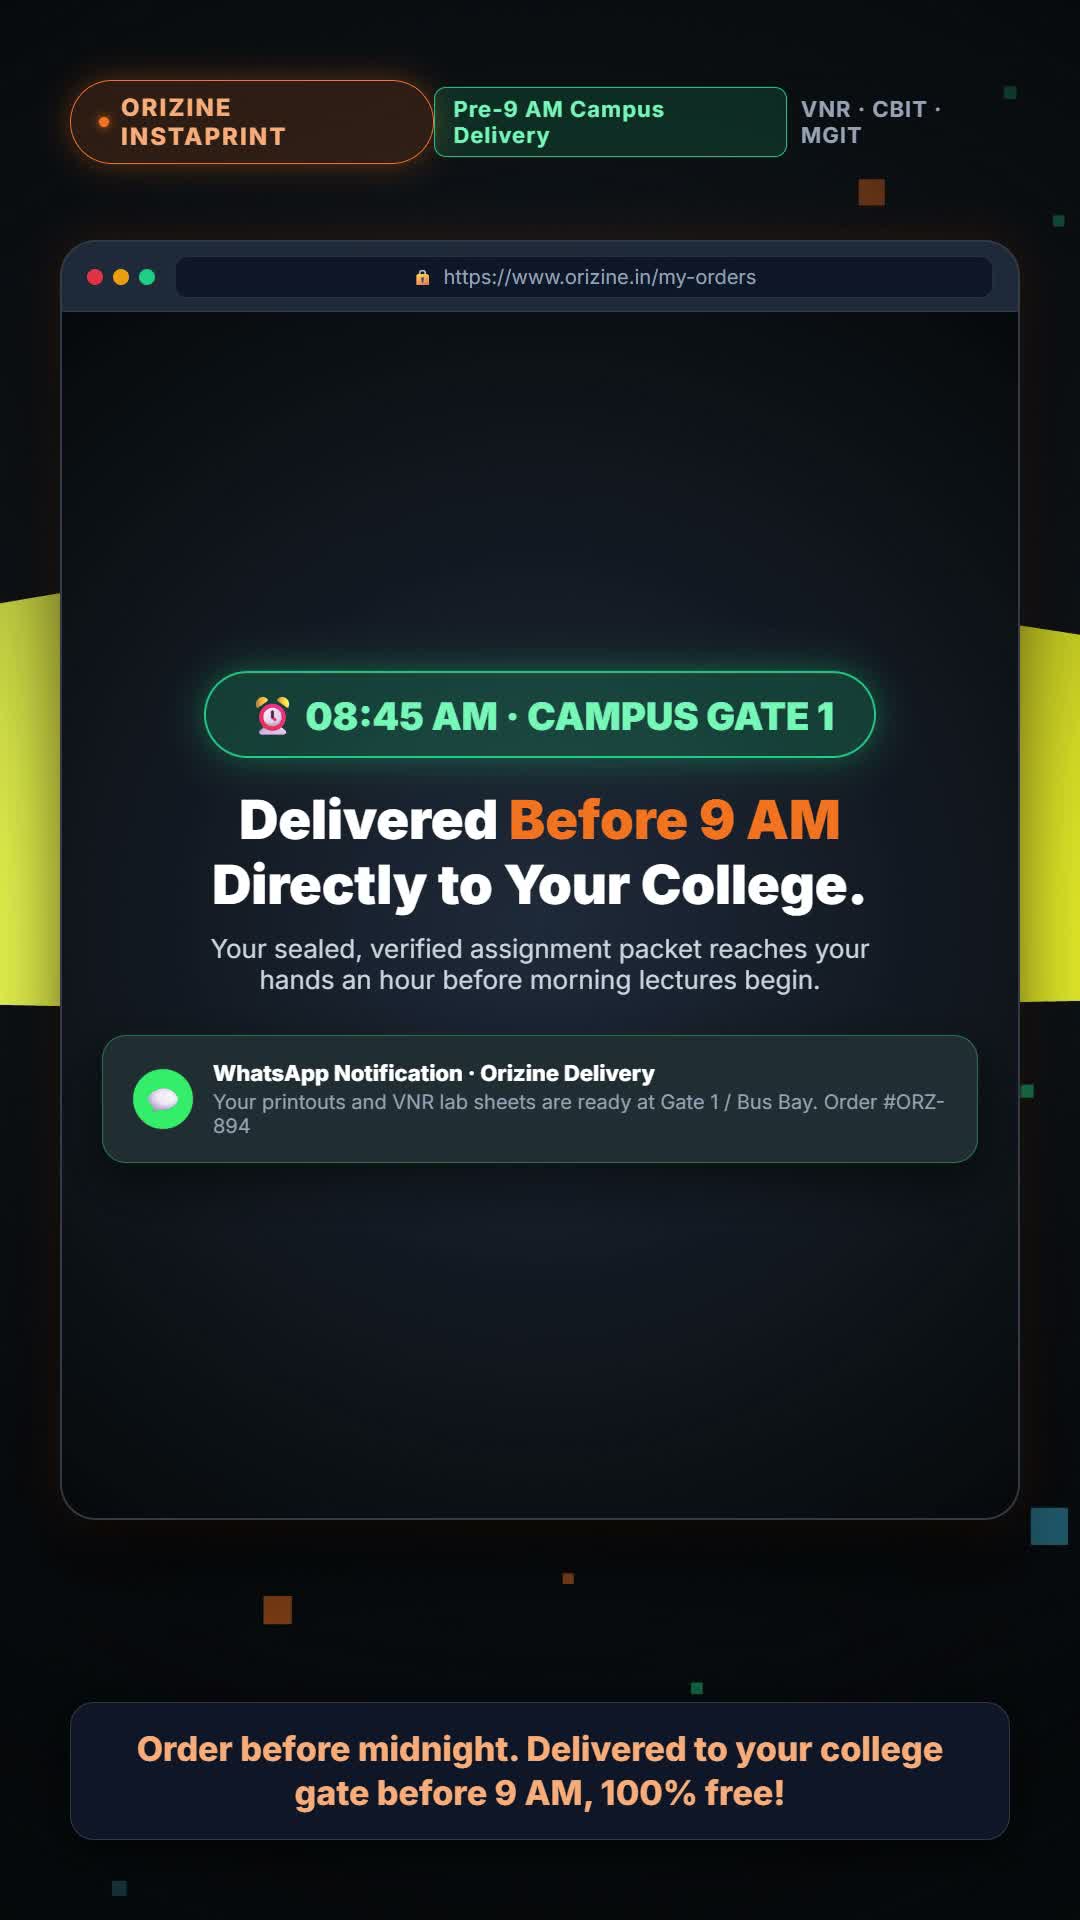 ORIZINE
INSTAPRINT
Pre-9 AM Campus
Delivery
VNR · CBIT ·
MGIT
https://www.orizine.in/my-orders
08:45 AM · CAMPUS GATE 1
Delivered Before 9 AM
Directly to Your College.
Your sealed, verified assignment packet reaches your
hands an hour before morning lectures begin.
WhatsApp Notification · Orizine Delivery
Your printouts and VNR lab sheets are ready at Gate 1 / Bus Bay. Order #ORZ-
894
Order before midnight. Delivered to your college
gate before 9 AM, 100% free!